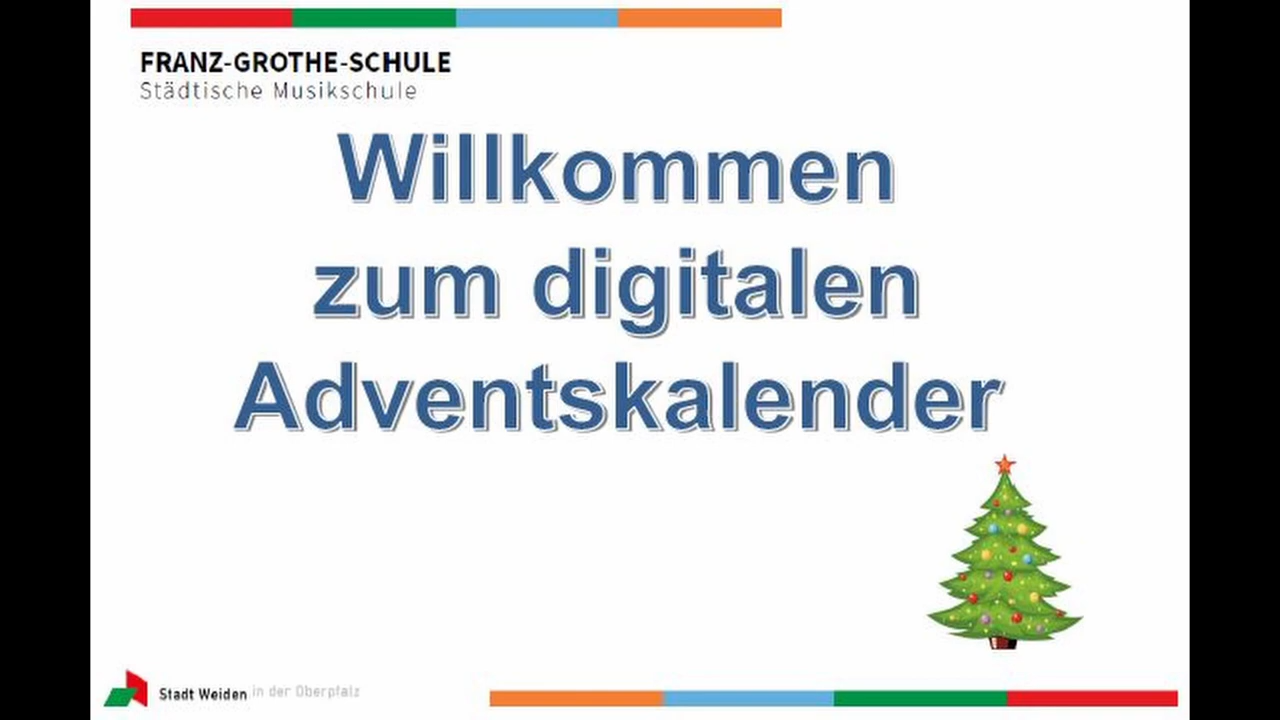 FRANZ-GROTHE-SCHULE
Städtische Musikschule
Willkommen
zum digitalen
Adventskalender
Stadt Weiden in der Oberpfalz